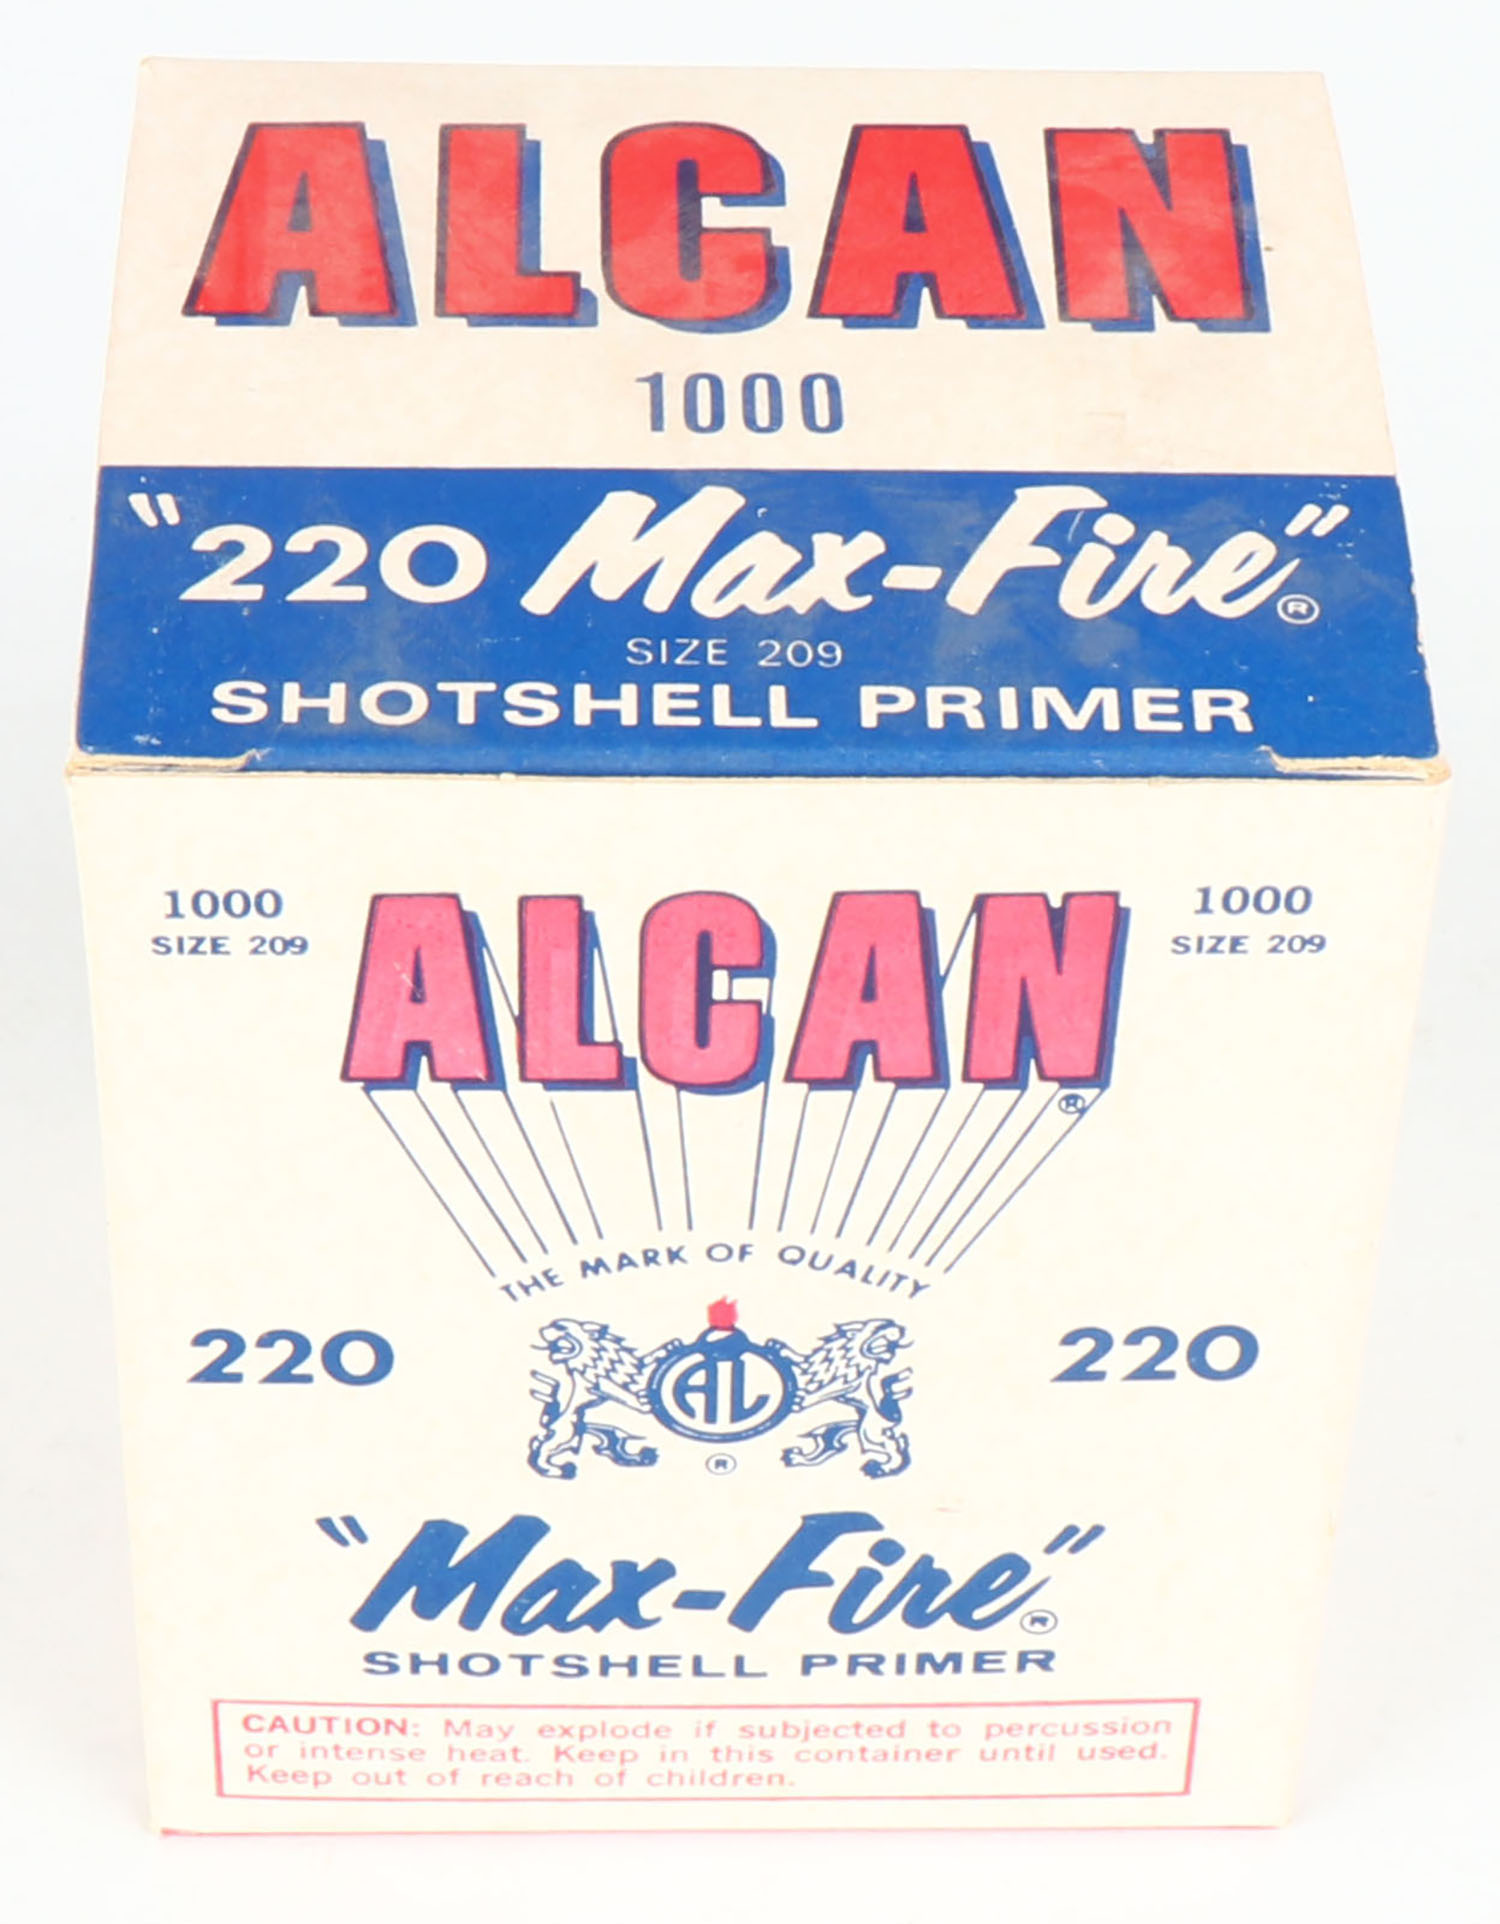 ALCAN
1000
"220 Max-Fire"®
SIZE 209
SHOTSHELL PRIMER
1000
SIZE 209
ALCAN®
1000
SIZE 209
THE MARK OF QUALITY
220
AL
®
220
"Max-Fire"®
SHOTSHELL PRIMER
CAUTION: May explode if subjected to percussion
or intense heat. Keep in this container until used.
Keep out of reach of children.